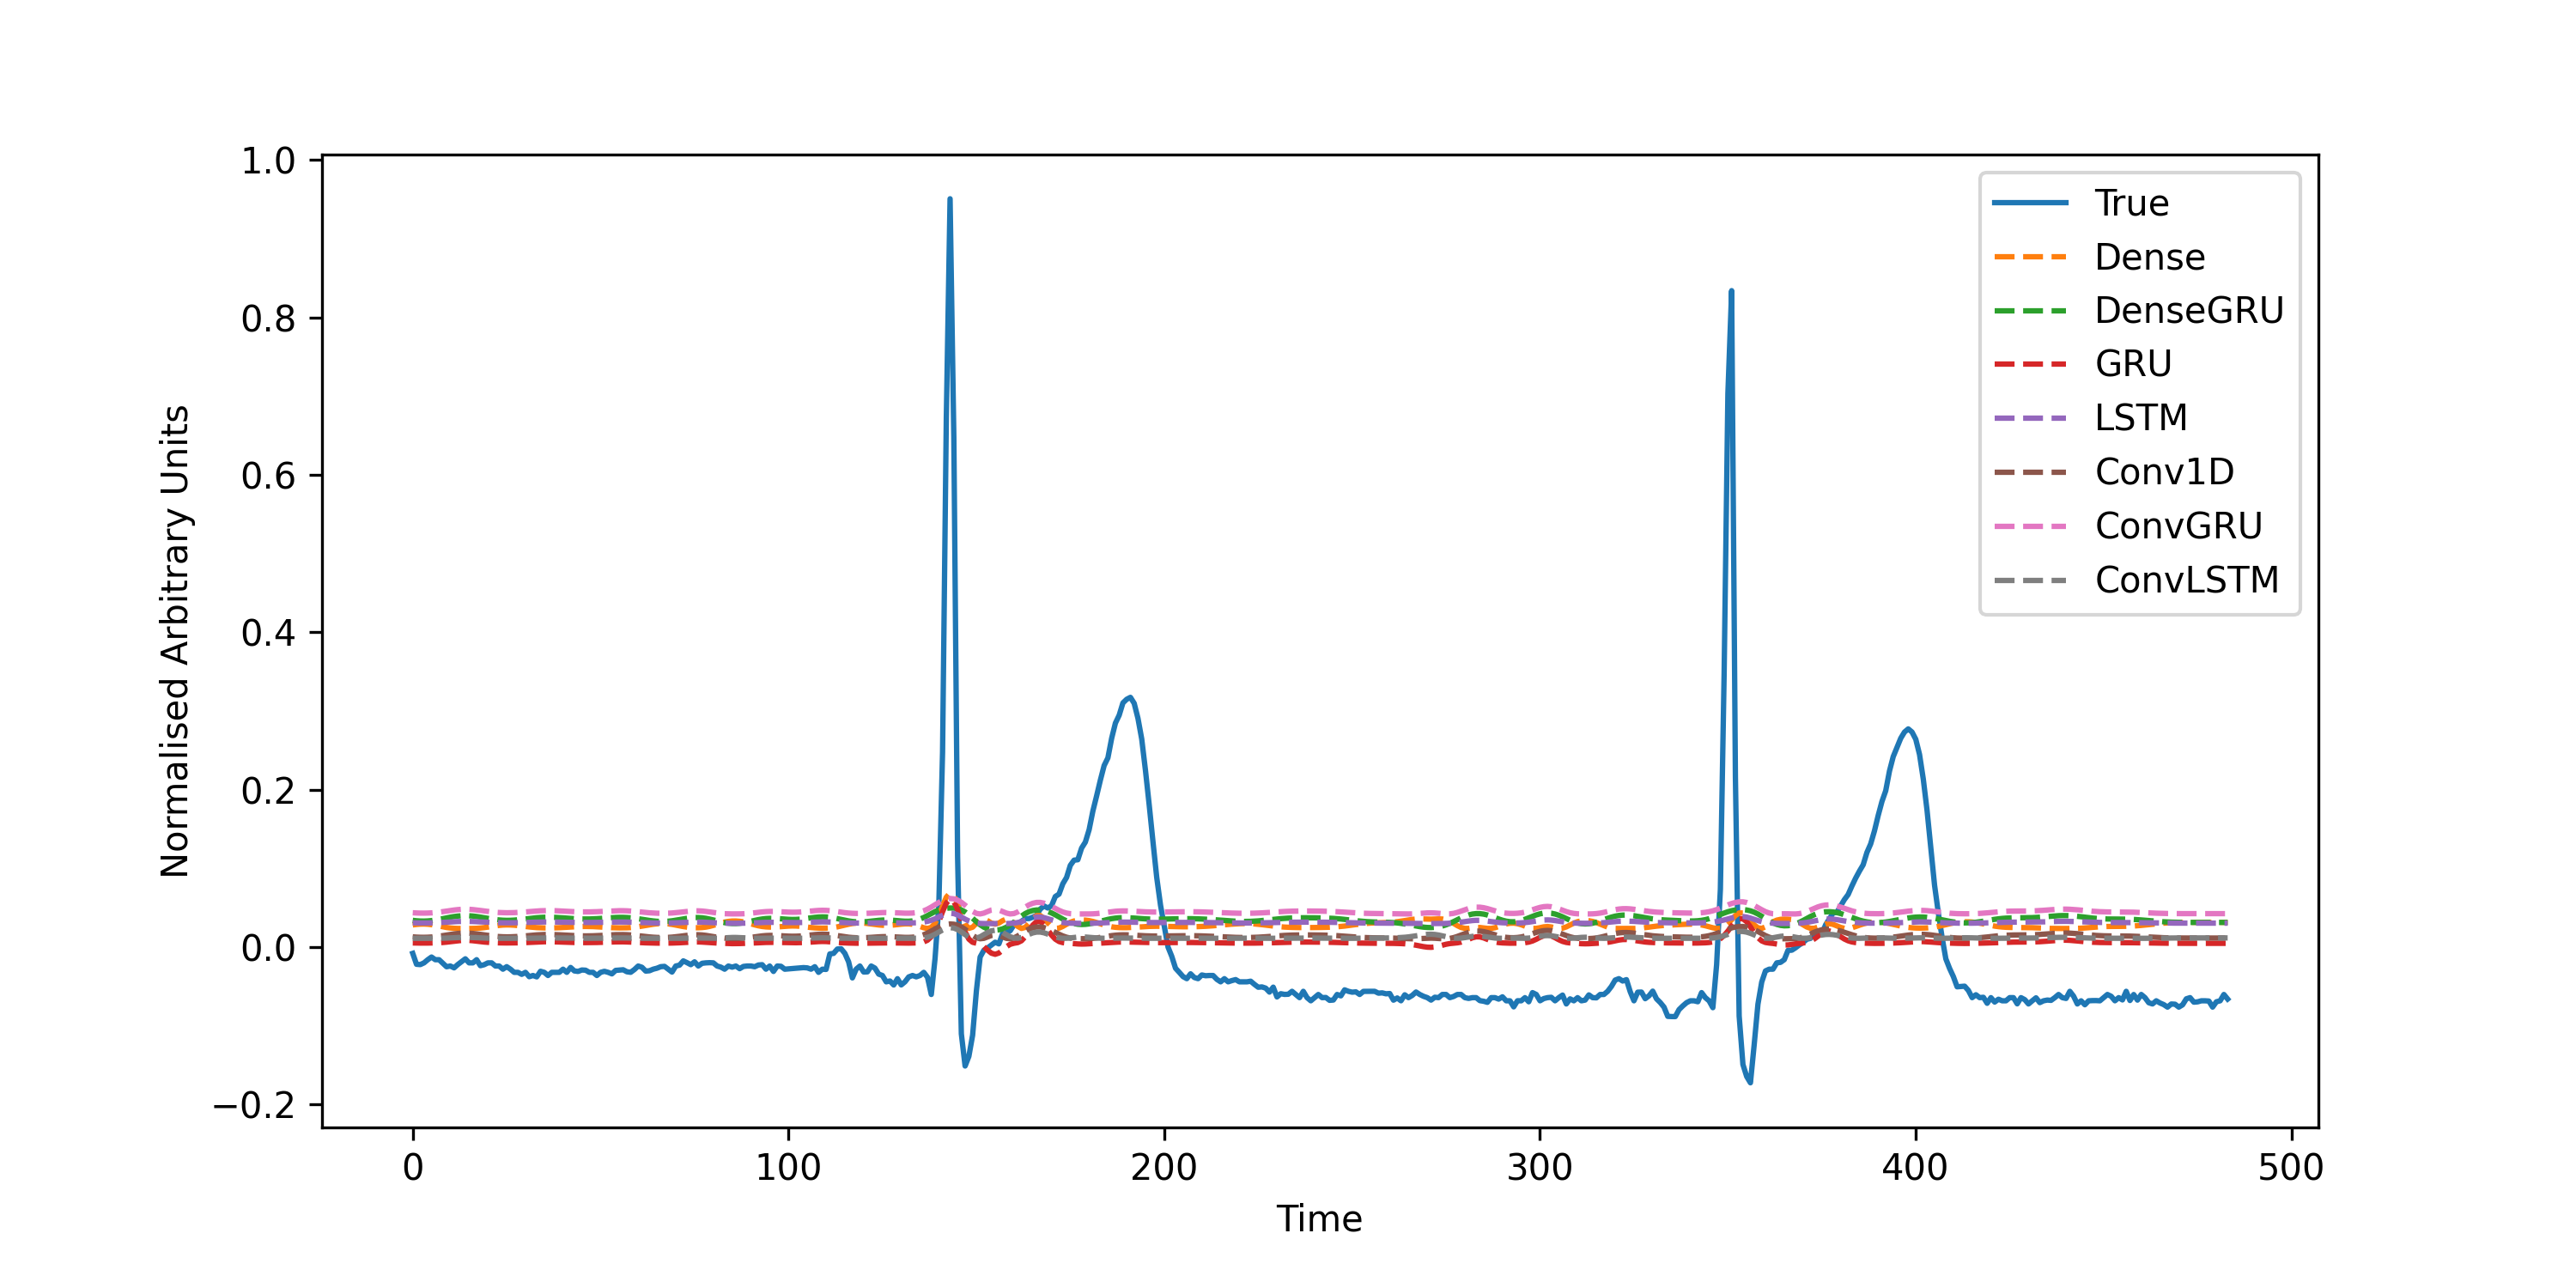 Normalised Arbitrary Units
1.0
0.8
0.6
0.4
0.2
0.0
−0.2
0
100
200
300
400
500
Time
True
Dense
DenseGRU
GRU
LSTM
Conv1D
ConvGRU
ConvLSTM